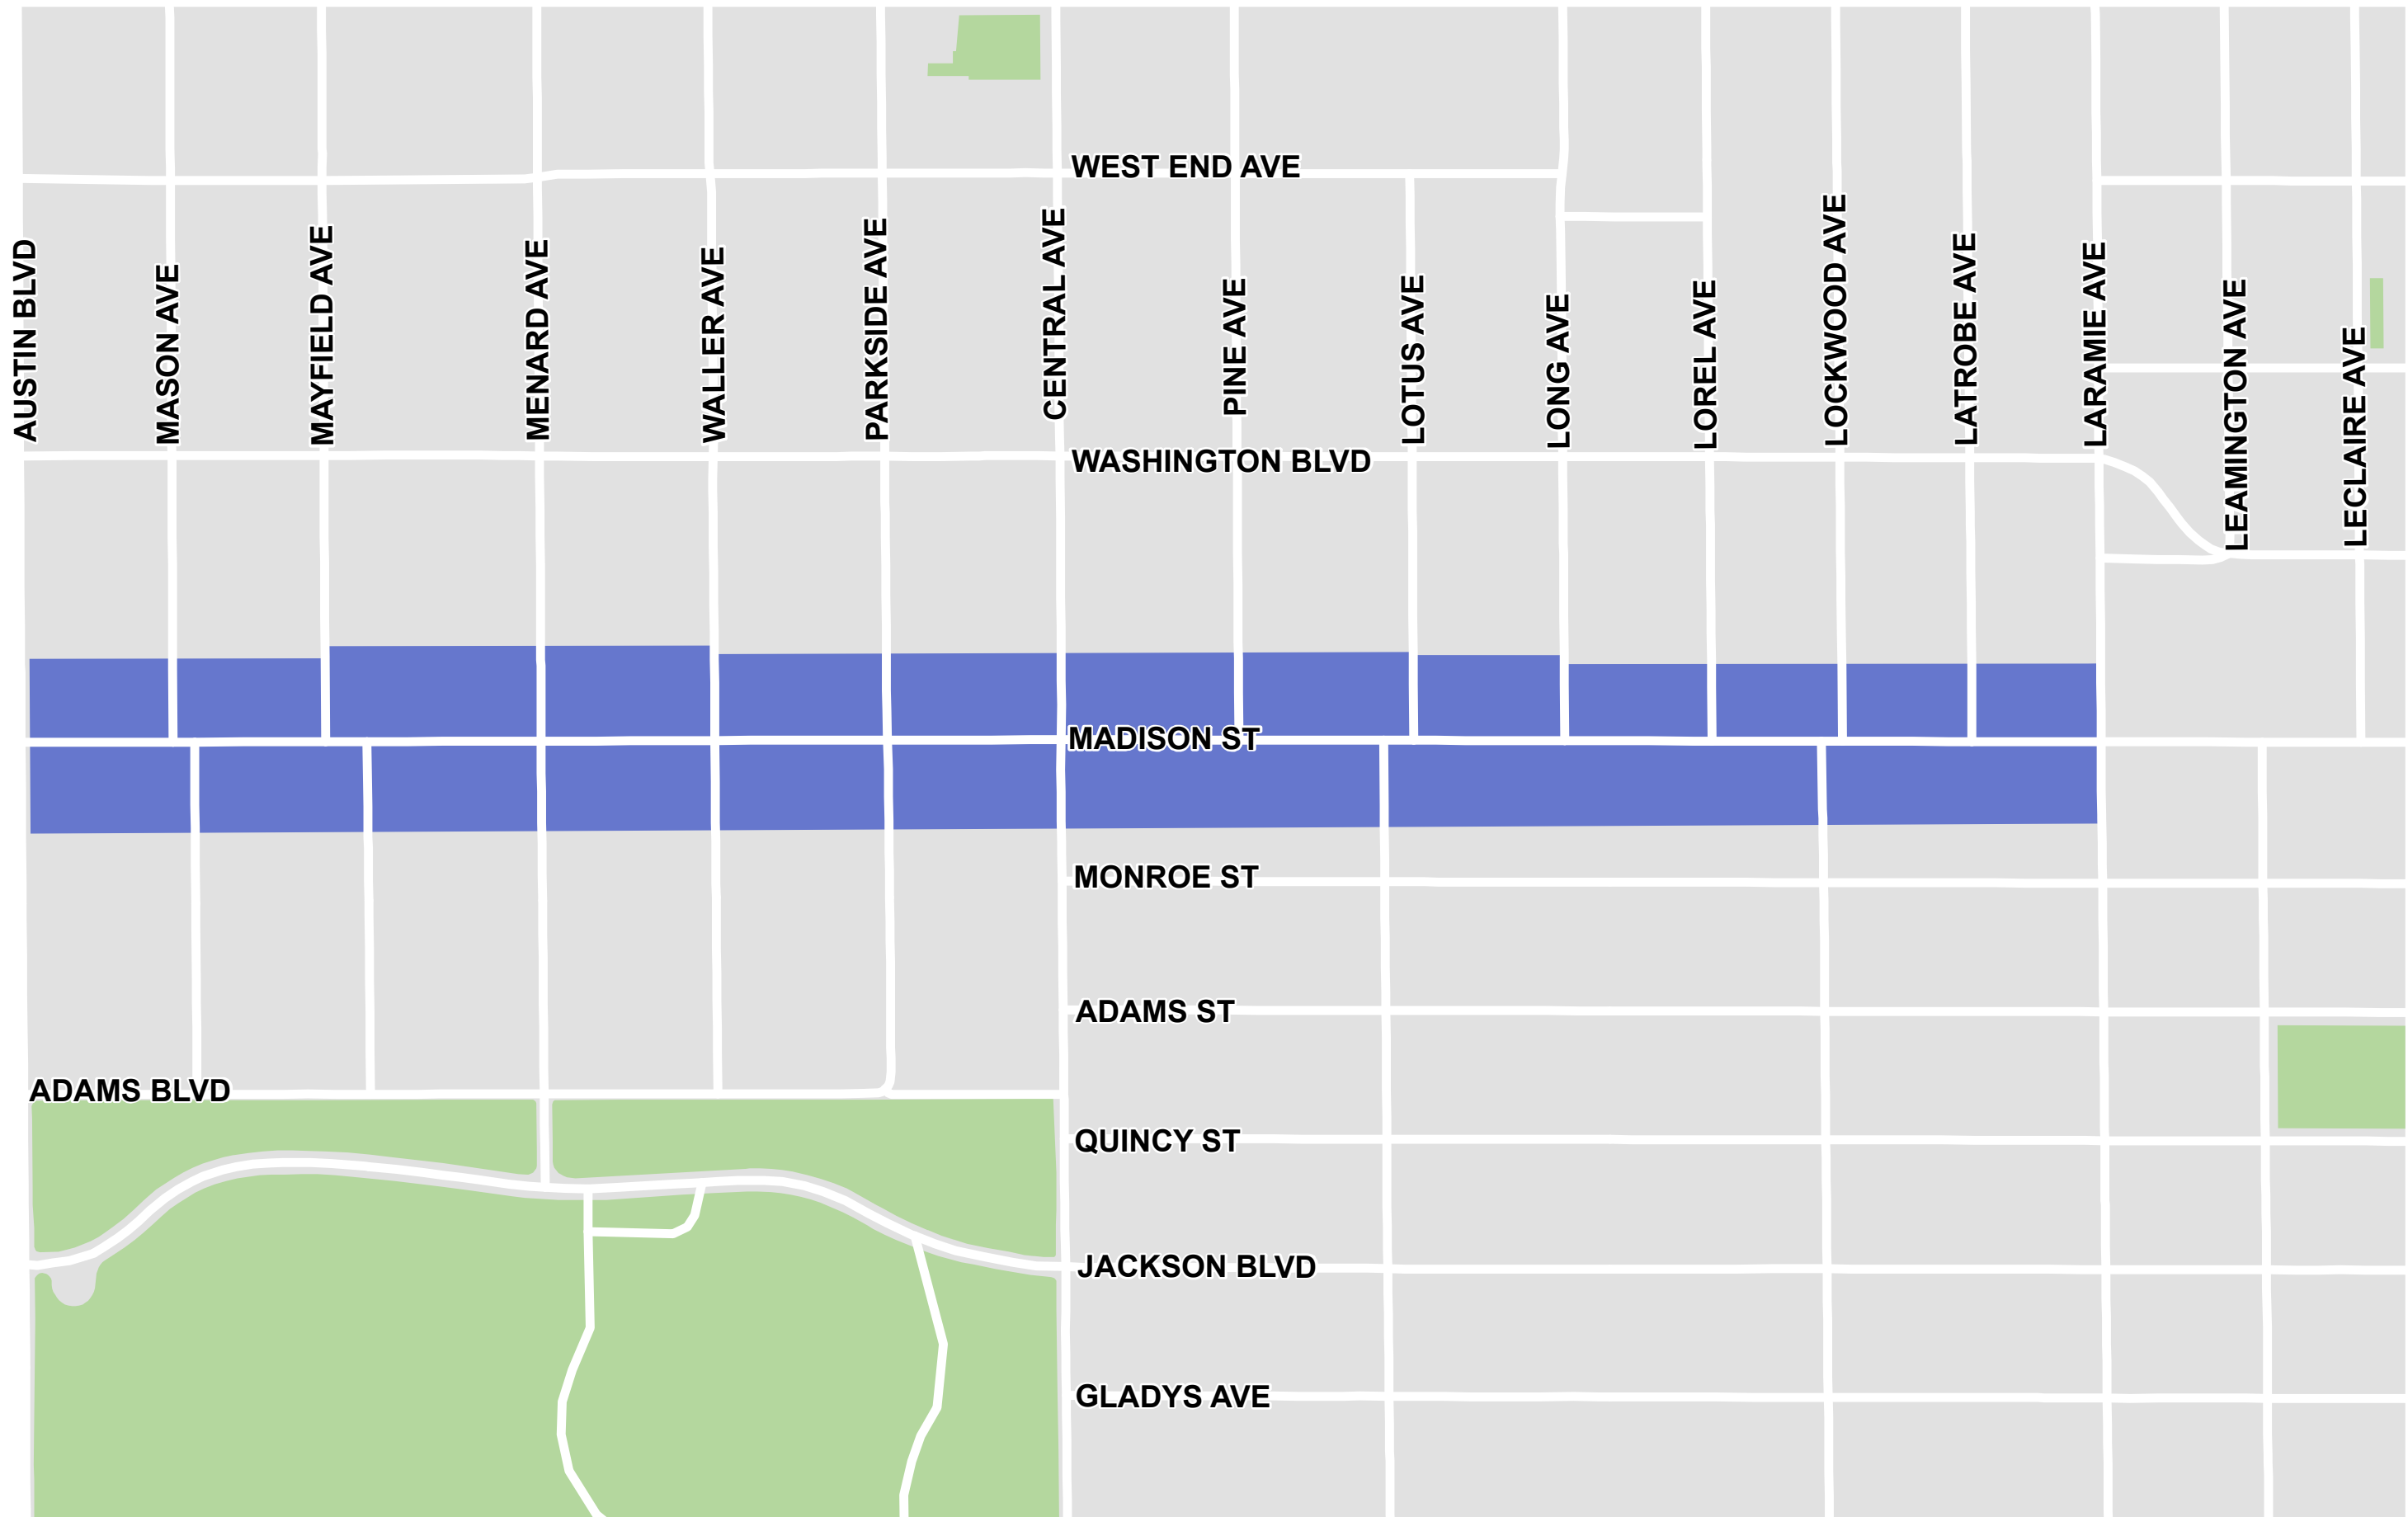 WEST END AVE
AUSTIN BLVD
MASON AVE
MAYFIELD AVE
MENARD AVE
WALLER AVE
PARKSIDE AVE
CENTRAL AVE
PINE AVE
LOTUS AVE
LONG AVE
LOREL AVE
LOCKWOOD AVE
LATROBE AVE
LARAMIE AVE
LEAMINGTON AVE
LECLAIRE AVE
WASHINGTON BLVD
MADISON ST
MONROE ST
ADAMS ST
ADAMS BLVD
QUINCY ST
JACKSON BLVD
GLADYS AVE